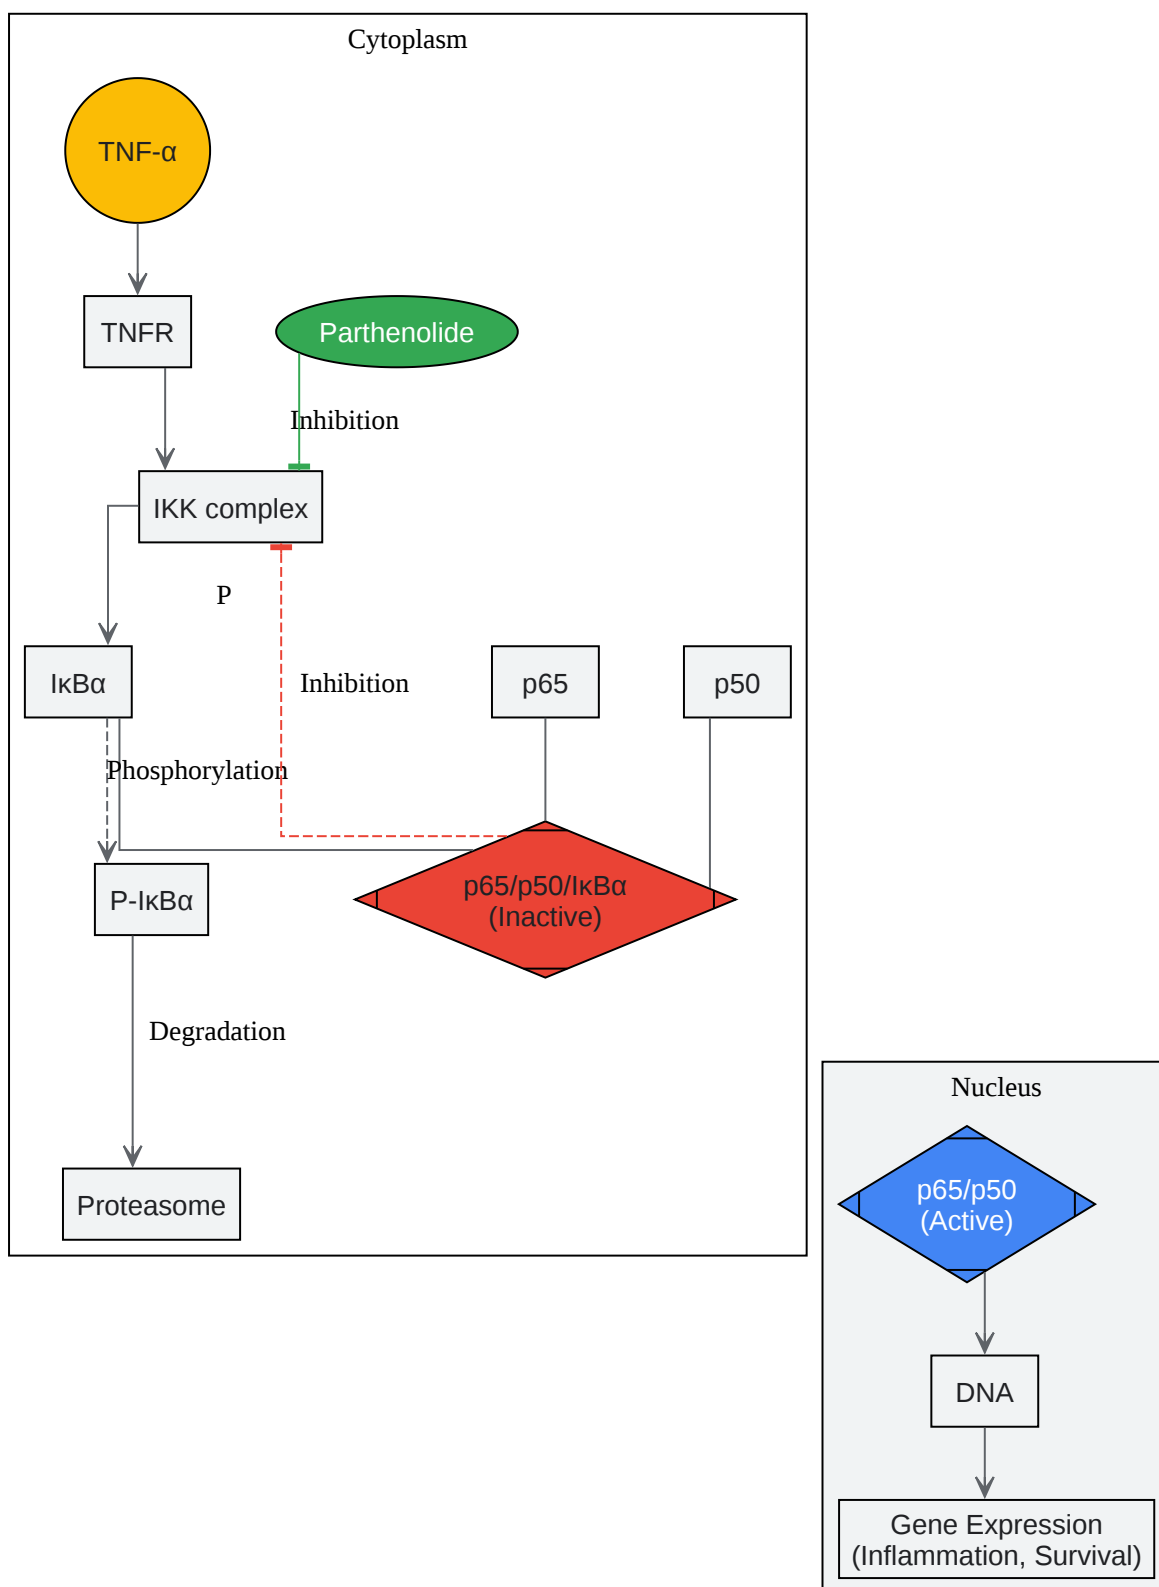 Cytoplasm
TNF-α
TNFR
Parthenolide
Inhibition
IKK complex
P
IκBα
Inhibition
p65
p50
Phosphorylation
P-IκBα
p65/p50/IκBα
(Inactive)
Degradation
Proteasome
Nucleus
p65/p50
(Active)
DNA
Gene Expression
(Inflammation, Survival)